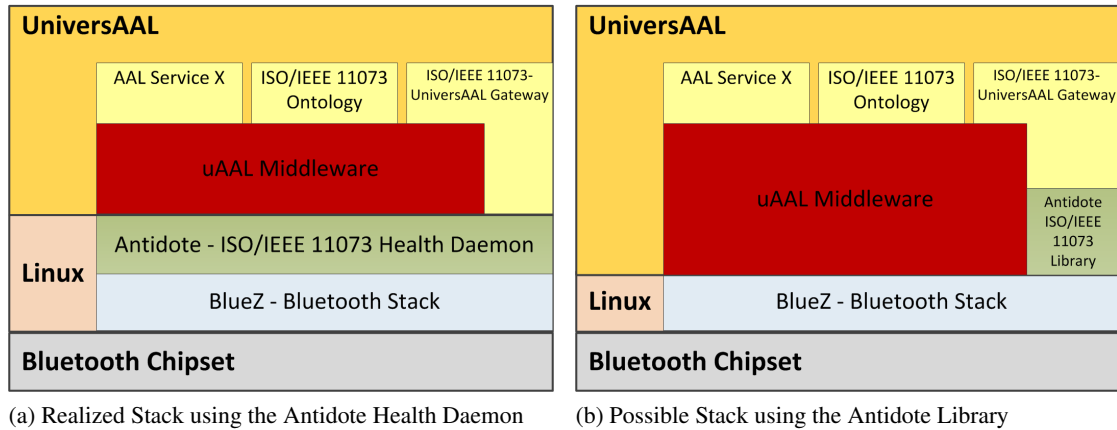 UniversAAL
AAL Service X
ISO/IEEE 11073
Ontology
ISO/IEEE 11073-
UniversAAL Gateway
uAAL Middleware
Linux
Antidote - ISO/IEEE 11073 Health Daemon
BlueZ - Bluetooth Stack
Bluetooth Chipset
(a) Realized Stack using the Antidote Health Daemon
UniversAAL
AAL Service X
ISO/IEEE 11073
Ontology
ISO/IEEE 11073-
UniversAAL Gateway
uAAL Middleware
Antidote
ISO/IEEE
11073
Library
Linux
BlueZ - Bluetooth Stack
Bluetooth Chipset
(b) Possible Stack using the Antidote Library